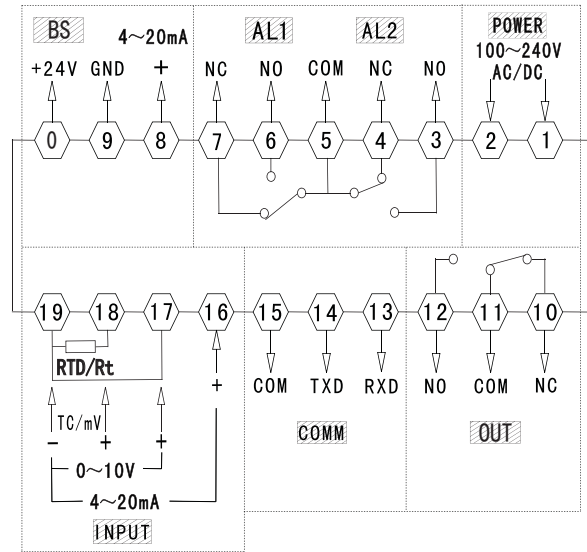 BS AL1 AL2 POWER
4～20mA 100～240V
+24V GND + NC NO COM NC NO AC/DC
0 9 8 7 6 5 4 3 2 1
19 18 17 16 15 14 13 12 11 10
RTD/Rt
+ COM TXD RXD NO COM NC
TC/mV
- + +
COMM OUT
0～10V
4～20mA
INPUT